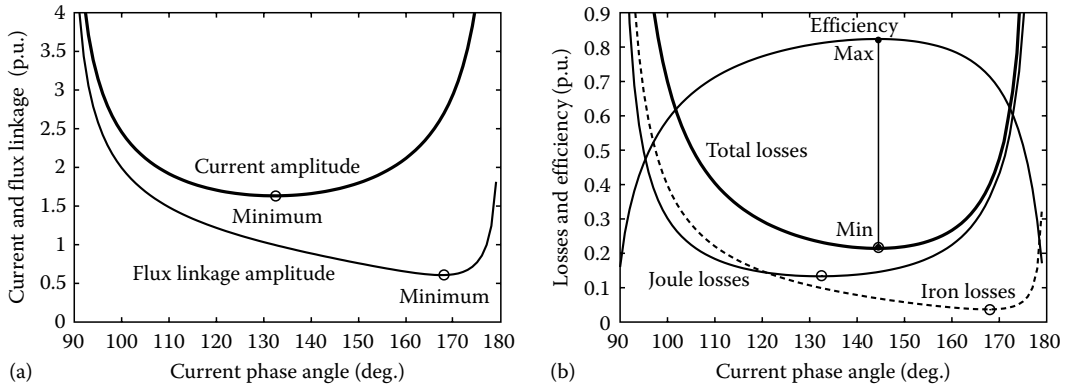 Current and flux linkage (p.u.)
4
3.5
3
2.5
2
1.5
1
0.5
0
Current amplitude
Minimum
Flux linkage amplitude
Minimum
90 100 110 120 130 140 150 160 170 180
(a) Current phase angle (deg.)
Losses and efficiency (p.u.)
0.9
0.8
0.7
0.6
0.5
0.4
0.3
0.2
0.1
0
Efficiency
Max
Total losses
Min
Joule losses
Iron losses
90 100 110 120 130 140 150 160 170 180
(b) Current phase angle (deg.)